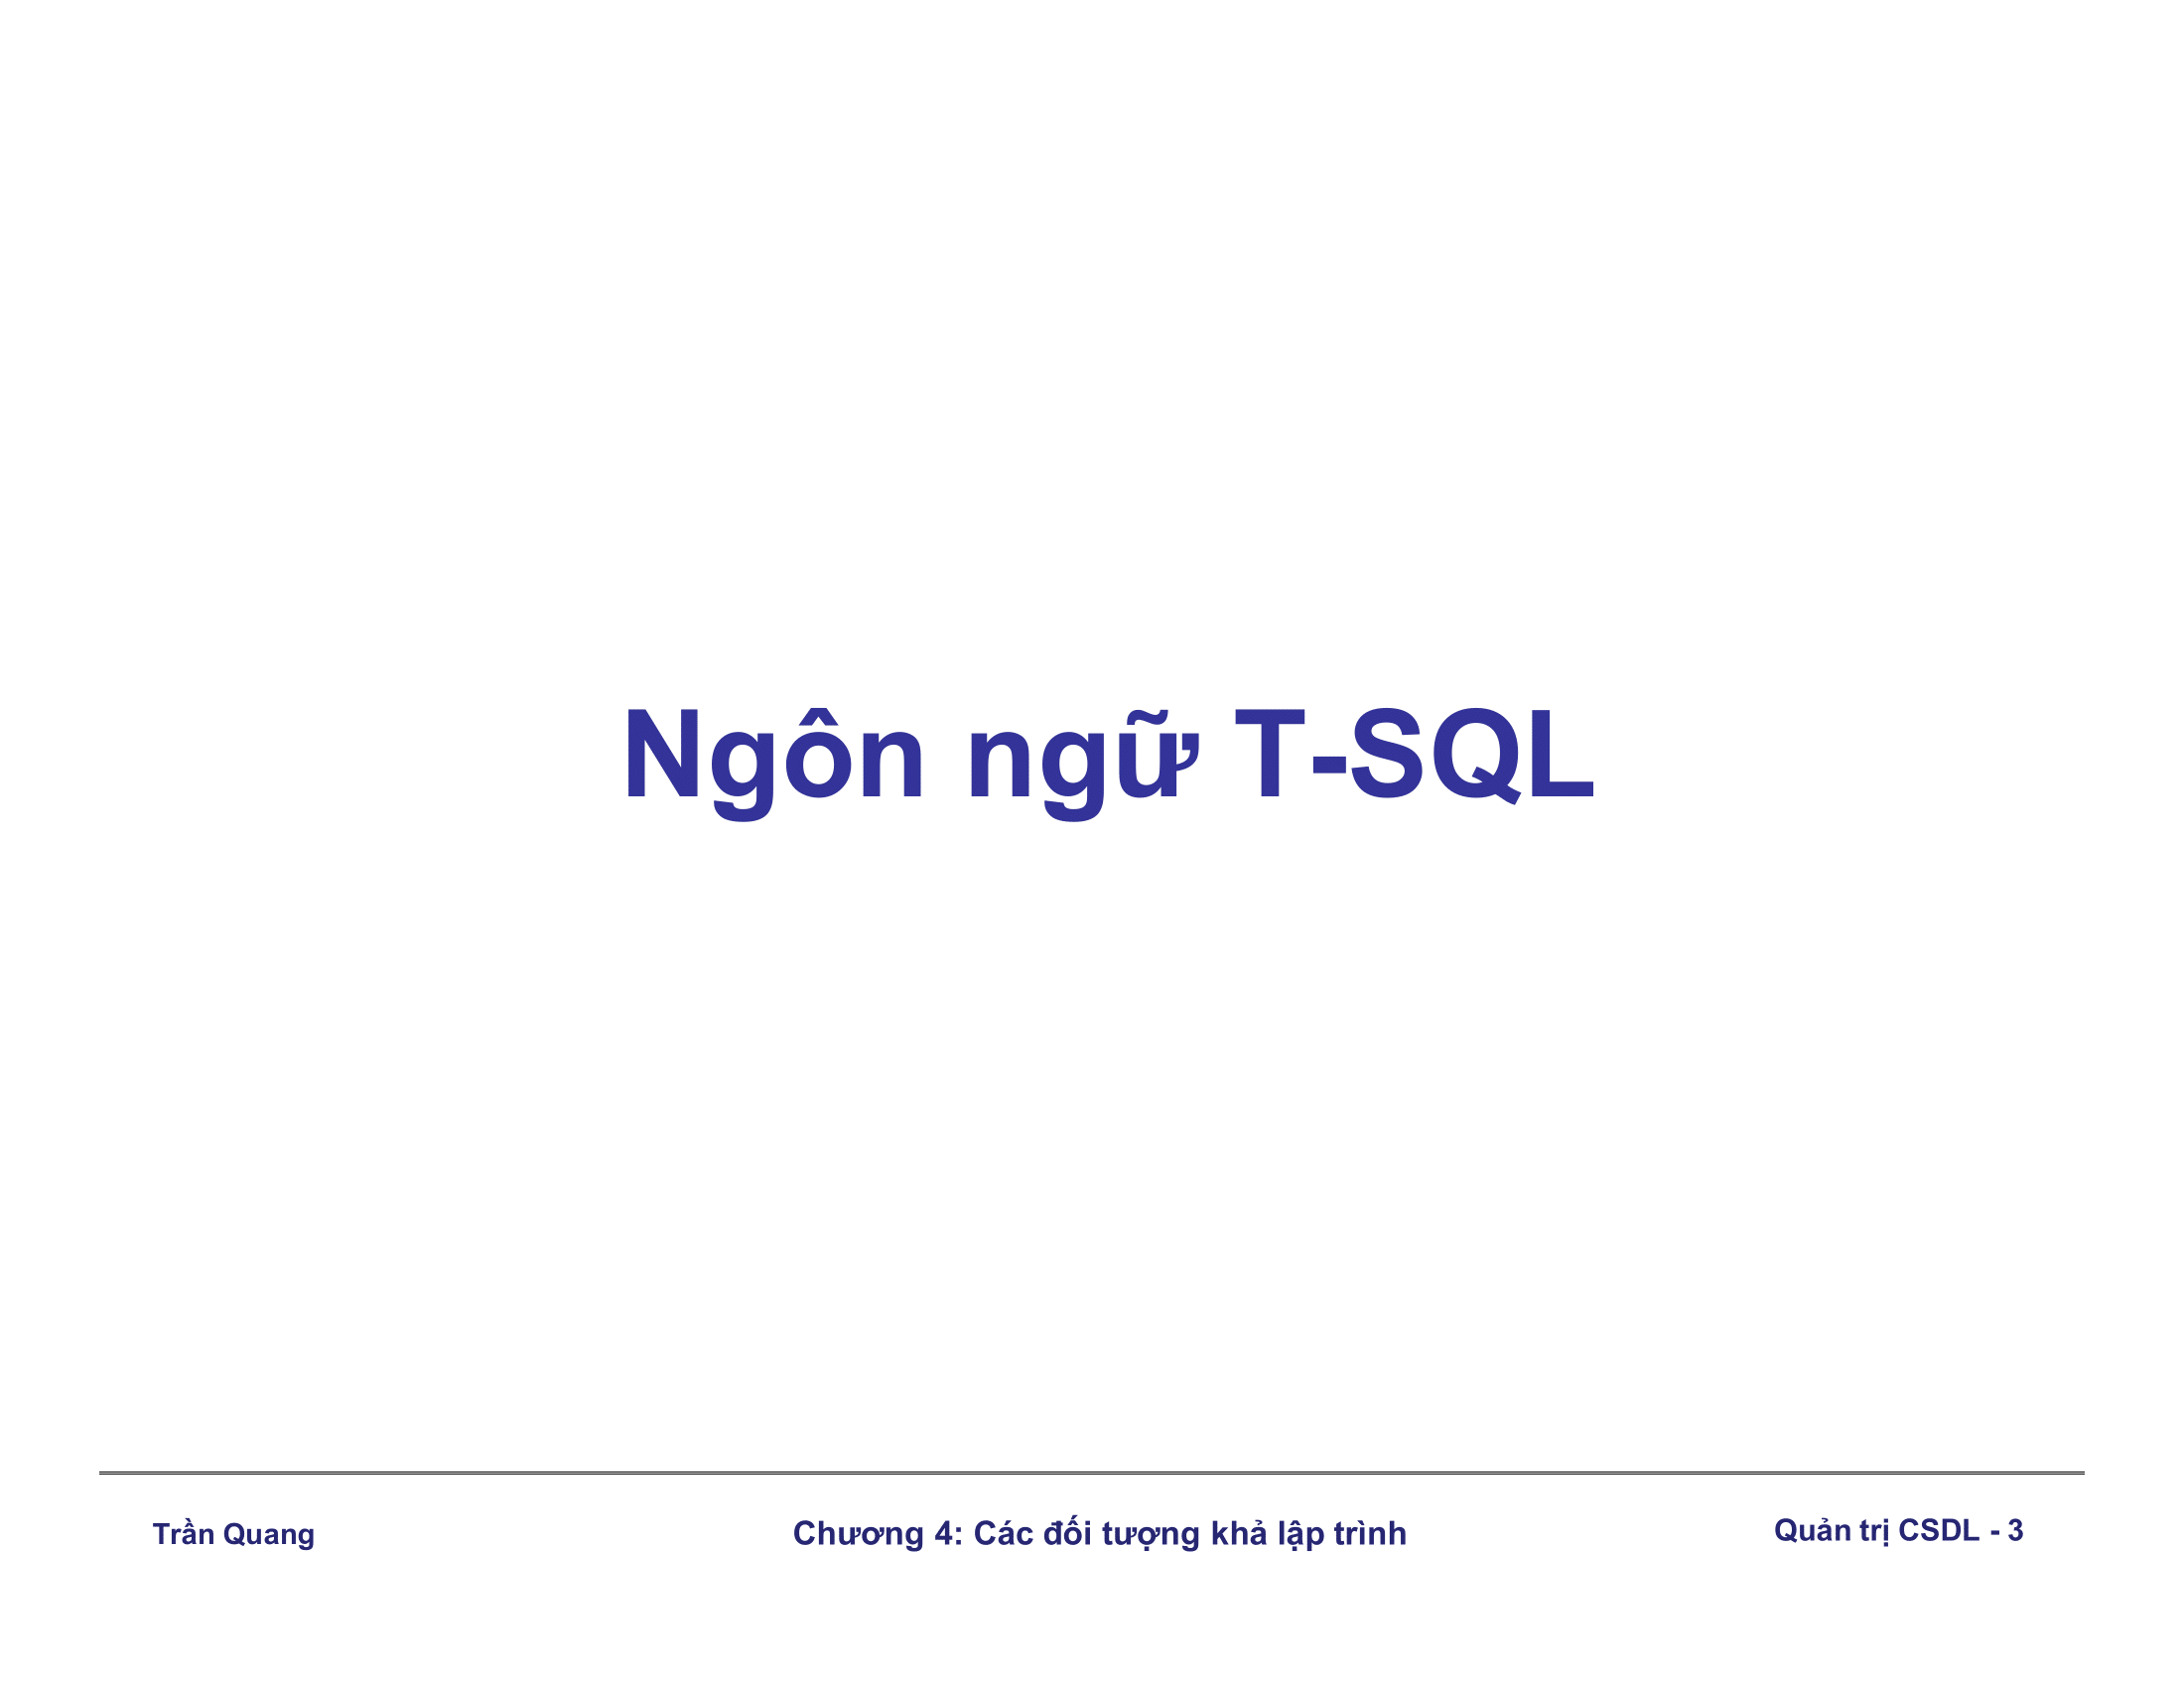 Ngôn ngữ T-SQL
Trần Quang
Chương 4: Các đối tượng khả lập trình
Quản trị CSDL - 3